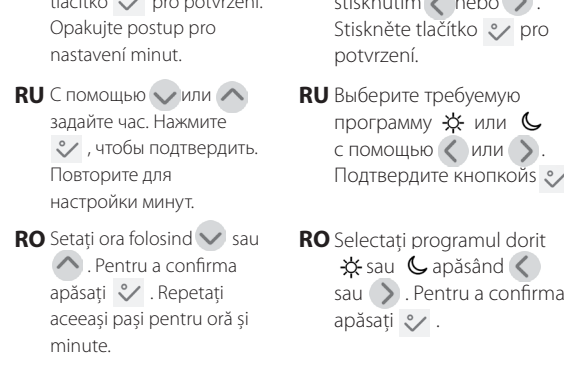 tlačítko pro potvrzení.
Opakujte postup pro
nastavení minut.
RU С помощью или
задайте час. Нажмите
, чтобы подтвердить.
Повторите для
настройки минут.
RO Setați ora folosind sau
. Pentru a confirma
apăsați . Repetați
aceeași pași pentru oră și
minute.
stisknutím nebo .
Stiskněte tlačítko pro
potvrzení.
RU Выберите требуемую
программу или
с помощью или .
Подтвердите кнопкойs
RO Selectați programul dorit
sau apăsând
sau . Pentru a confirma
apăsați .